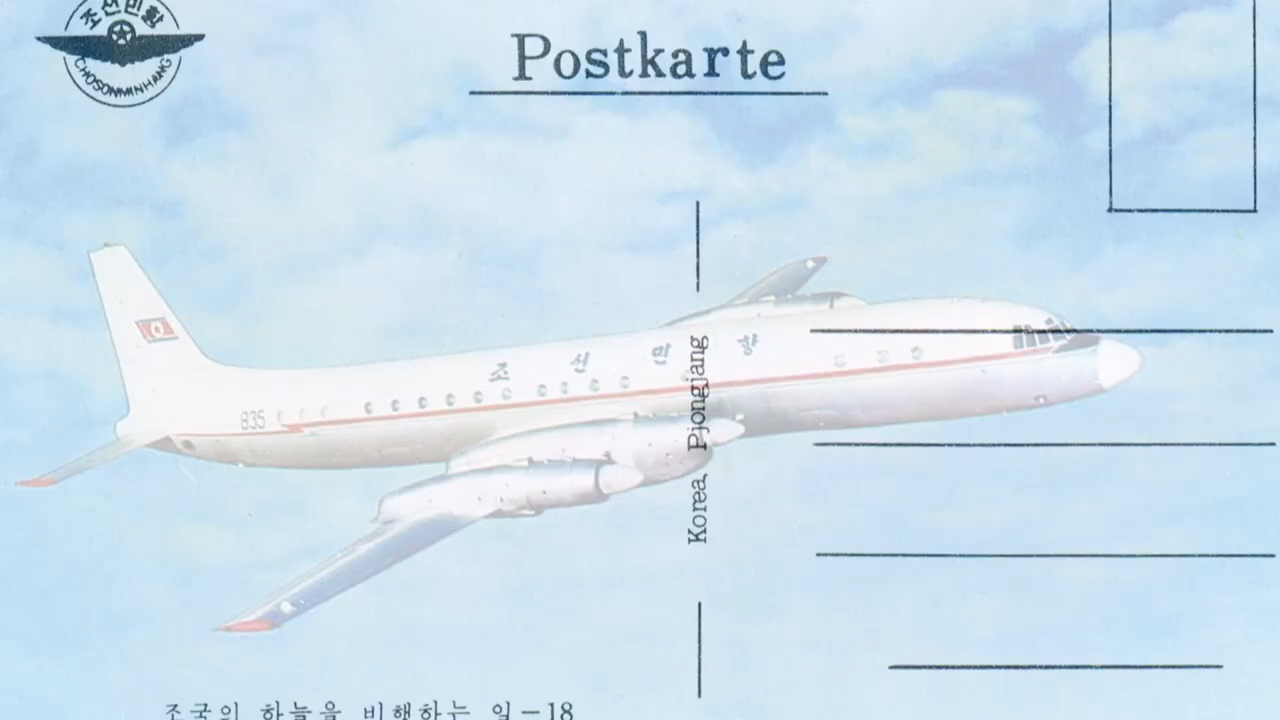 조선민항
CHOSONMINHANG
Postkarte
조선민항
835
Korea, Pjongjang
조국의 하늘을 비행하는 일-18